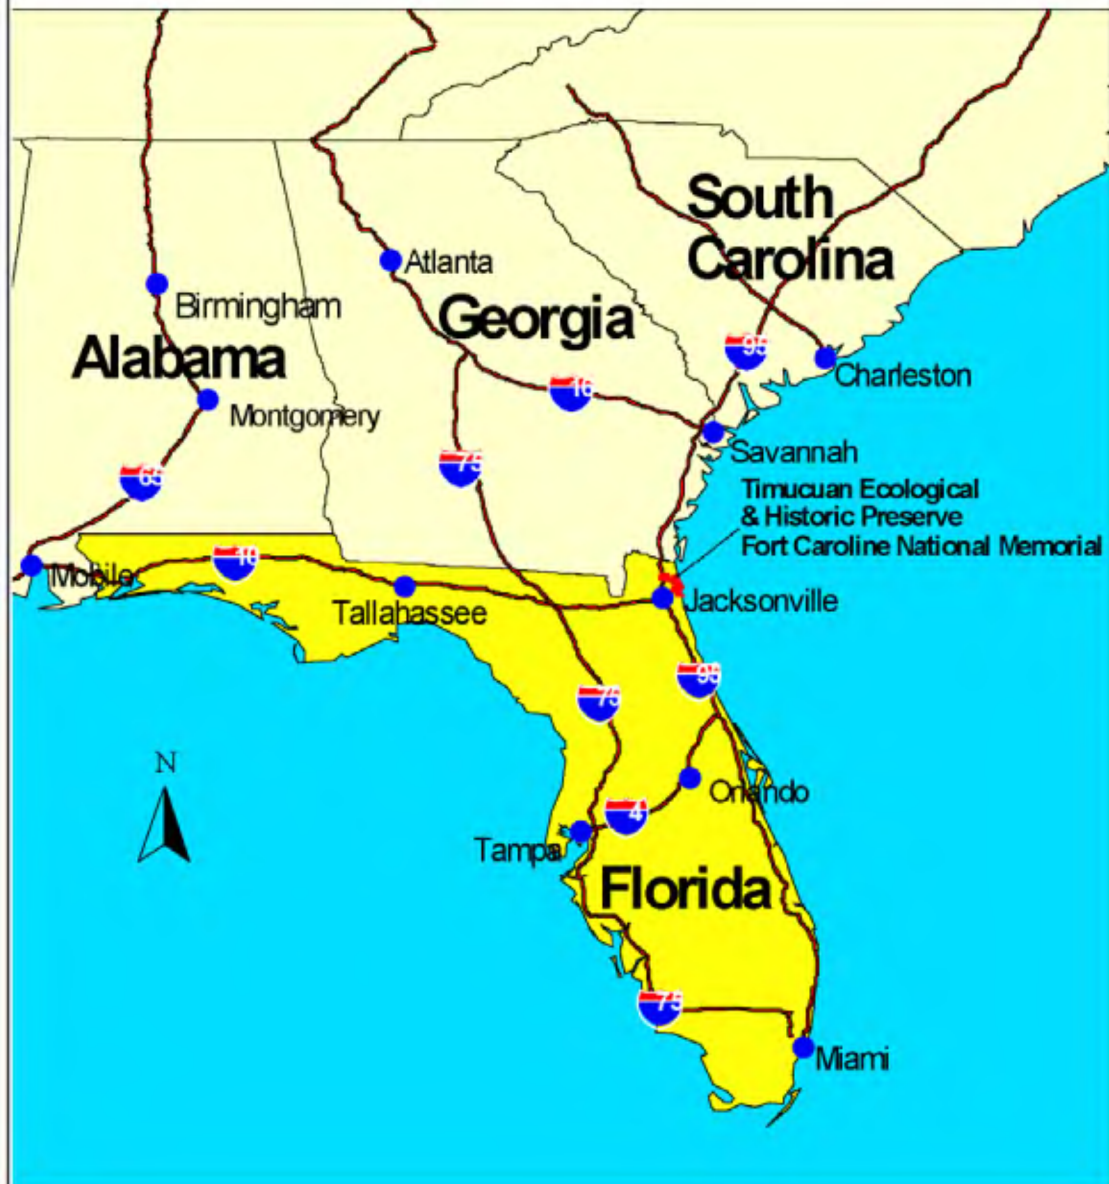 South
Carolina
Atlanta
Birmingham
Georgia
95
Alabama
Charleston
16
Montgomery
Savannah
75
65
Timucuan Ecological
& Historic Preserve
Fort Caroline National Memorial
10
Mobile
Tallahassee
Jacksonville
95
75
N
Orlando
4
Tampa
Florida
75
Miami